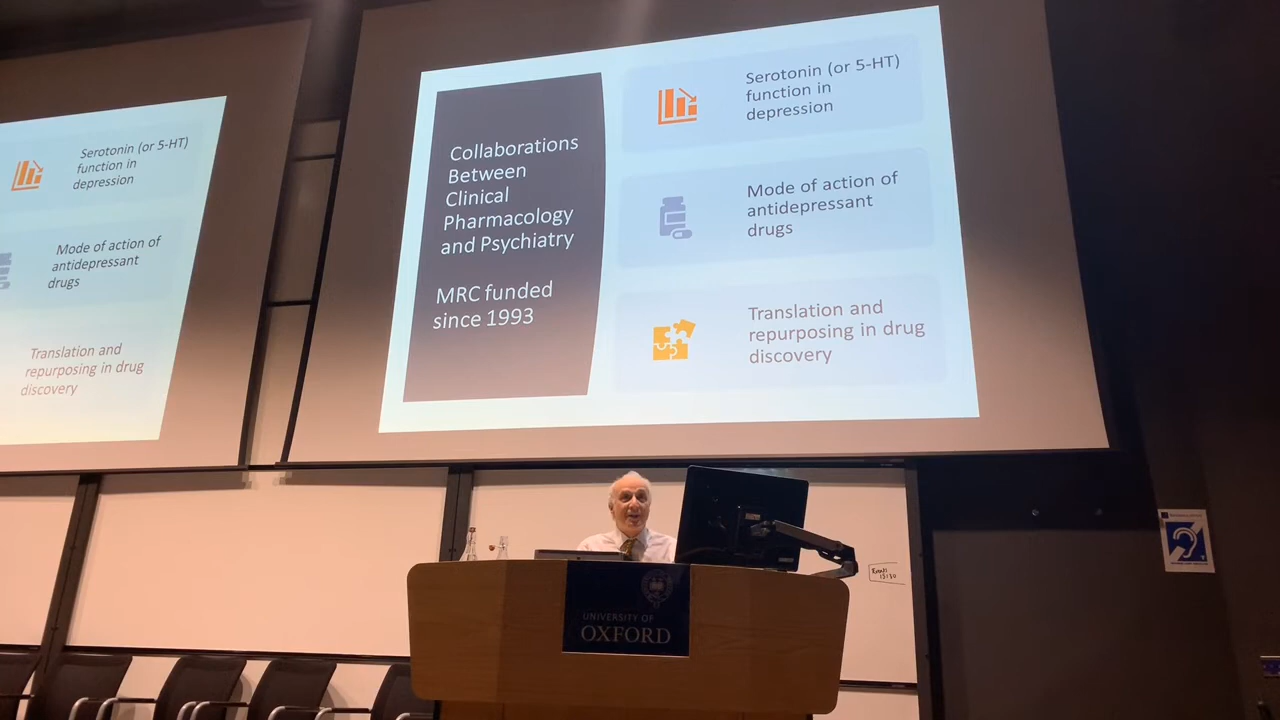 Serotonin (or 5-HT)
function in
depression
Mode of action of
antidepressant
drugs
Translation and
repurposing in drug
discovery
Collaborations
Between
Clinical
Pharmacology
and Psychiatry
MRC funded
since 1993
Serotonin (or 5-HT)
function in
depression
Mode of action of
antidepressant
drugs
Translation and
repurposing in drug
discovery
UNIVERSITY OF
OXFORD
15:30